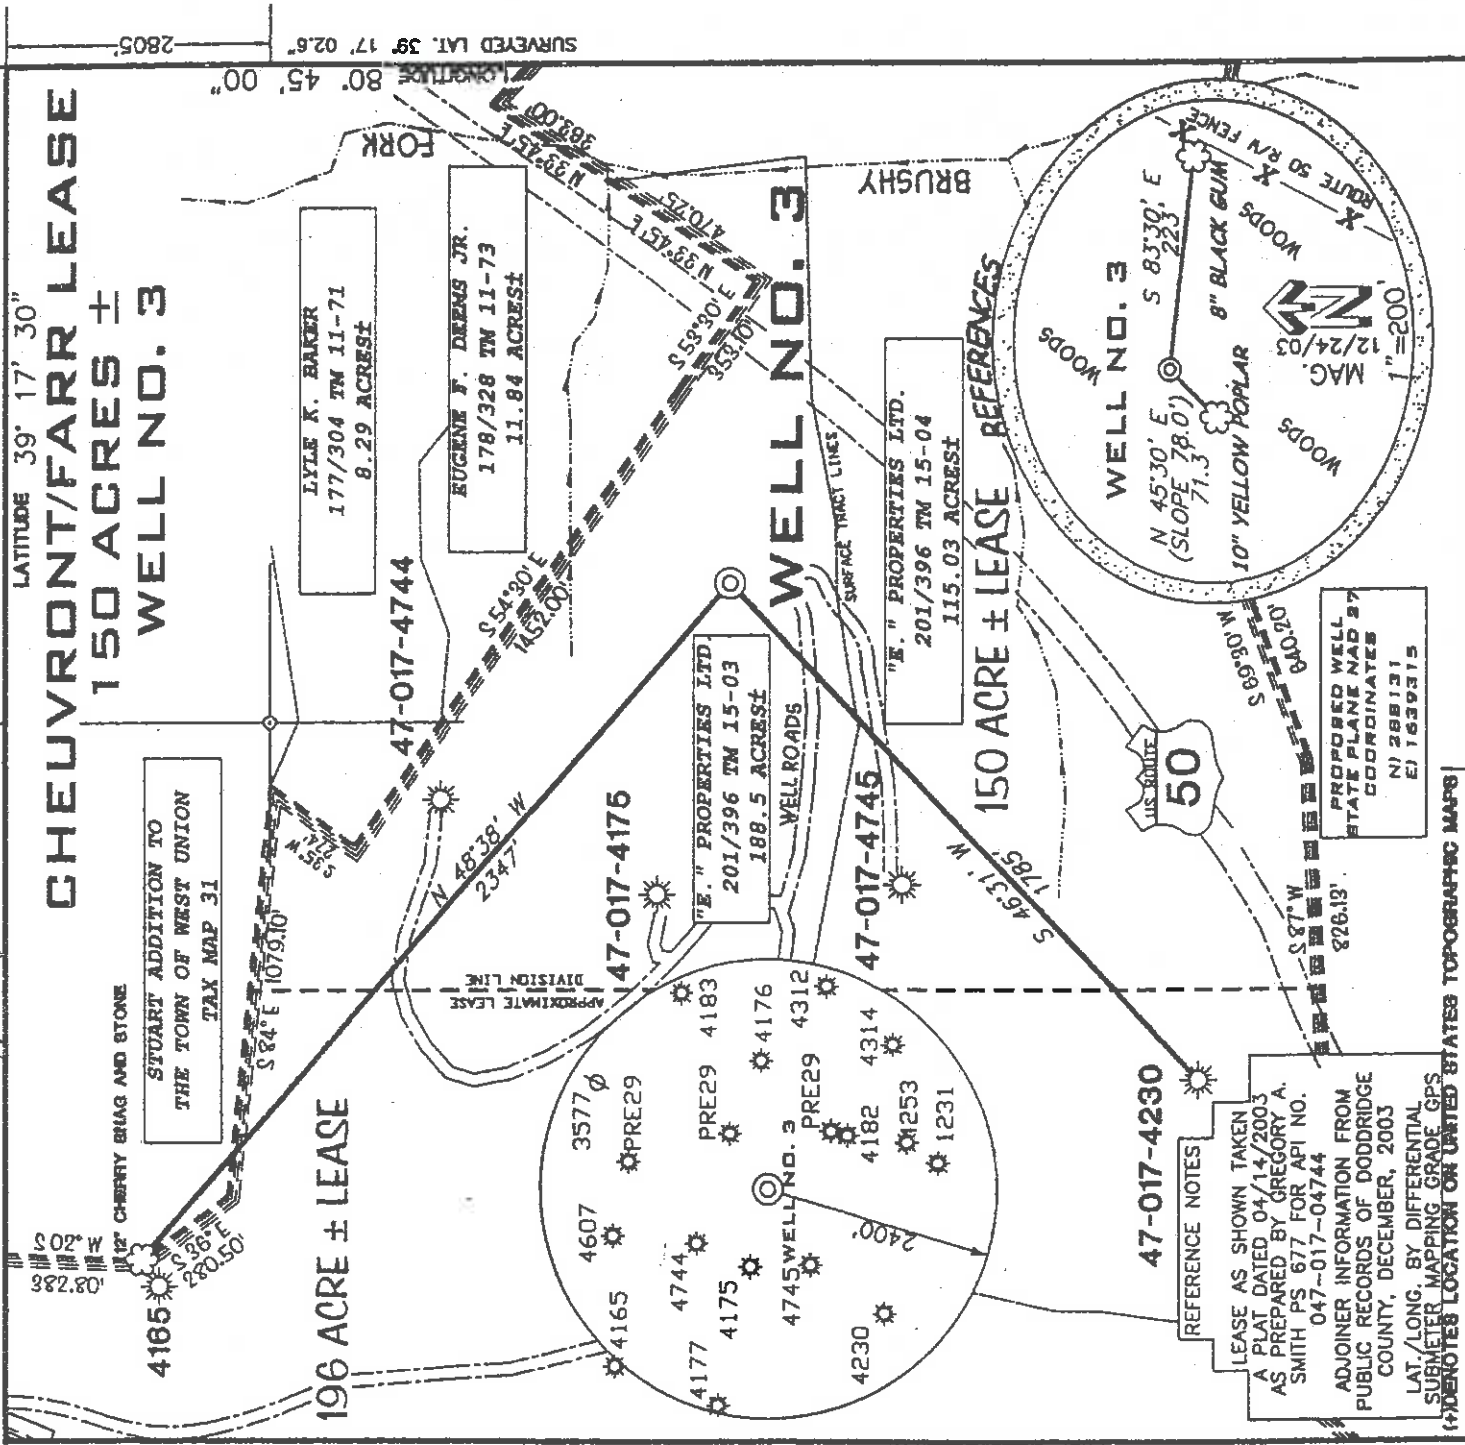 LATITUDE 39° 17' 30"
CHEUVRONT/FARR LEASE
150 ACRES ±
WELL NO. 3
2805'
SURVEYED LAT. 39° 17' 02.6"
LONGITUDE 80° 45' 00"
LYLE K. BAKER
177/304 TM 11-71
8.29 ACRES±
EUGENE F. DEEMS JR.
178/328 TM 11-73
11.84 ACRES±
STUART ADDITION TO
THE TOWN OF WEST UNION
TAX MAP 31
12" CHERRY SNAG AND STONE
S 02° W
382.80'
4165
S 36° E
280.50'
S 84° E 1079.10'
S 35° W
274'
S 54°30' E
1452.00'
S 53°30' E
353.10'
N 33°45' E
470.25'
N 33°45' E
363.00'
FORK
BRUSHY
47-017-4744
N 48°38' W
2347'
WELL NO. 3
47-017-4175
"E." PROPERTIES LTD.
201/396 TM 15-03
188.5 ACRES±
WELL ROADS
SURFACE TRACT LINES
"E." PROPERTIES LTD.
201/396 TM 15-04
115.03 ACRES±
47-017-4745
S 46°31' W
1785'
150 ACRE ± LEASE
196 ACRE ± LEASE
APPROXIMATE LEASE
DIVISION LINE
US ROUTE
50
REFERENCES
WELL NO. 3
S 83°30' E
223'
8" BLACK GUM
ROUTE 50 R/W FENCE
X
X
X
WOODS
WOODS
WOODS
N 45°30' E
(SLOPE 78.0')
71.3'
10" YELLOW POPLAR
MAG.
12/24/03
N
1"=200'
S 69°30' W
640.20'
S 87° W
826.13'
PROPOSED WELL
STATE PLANE NAD 27
COORDINATES
N) 288131
E) 1639315
3577
PRE29
PRE29
4183
4176
4312
PRE29
4314
4182
1253
1231
4607
WELL NO. 3
4744
4165
4175
4745
4177
4230
2400'
47-017-4230
REFERENCE NOTES
LEASE AS SHOWN TAKEN
A PLAT DATED 04/14/2003
AS PREPARED BY GREGORY A.
SMITH PS 677 FOR API NO.
047-017-04744
ADJOINER INFORMATION FROM
PUBLIC RECORDS OF DODDRIDGE
COUNTY, DECEMBER, 2003
LAT./LONG. BY DIFFERENTIAL
SUBMETER MAPPING GRADE GPS
(+)DENOTES LOCATION ON UNITED STATES TOPOGRAPHIC MAPS